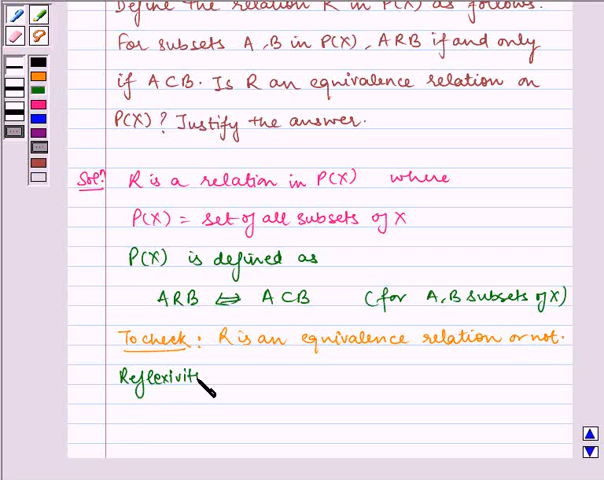 Define the relation R in P(X) as follows.
For subsets A, B in P(X), ARB if and only
if A⊂B. Is R an equivalence relation on
P(X)? Justify the answer.
Solⁿ. R is a relation in P(X) where
P(X) = set of all subsets of X
P(X) is defined as
ARB ⇔ A⊂B (for A, B subsets of X)
To check: R is an equivalence relation or not.
Reflexivit